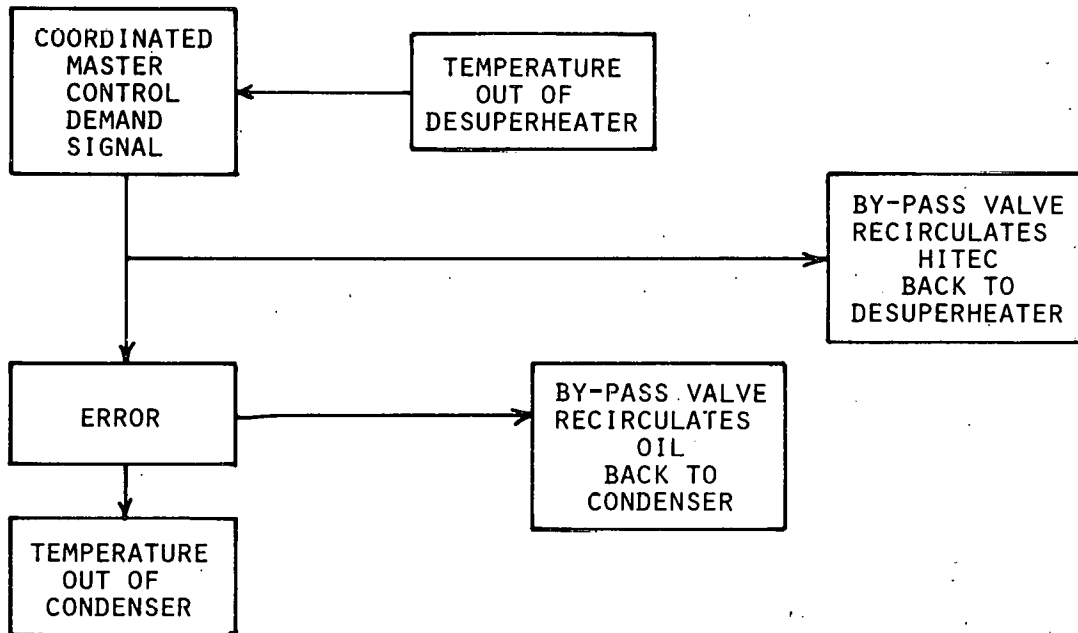 COORDINATED
MASTER
CONTROL
DEMAND
SIGNAL
TEMPERATURE
OUT OF
DESUPERHEATER
BY-PASS VALVE
RECIRCULATES
HITEC
BACK TO
DESUPERHEATER
ERROR
BY-PASS VALVE
RECIRCULATES
OIL
BACK TO
CONDENSER
TEMPERATURE
OUT OF
CONDENSER